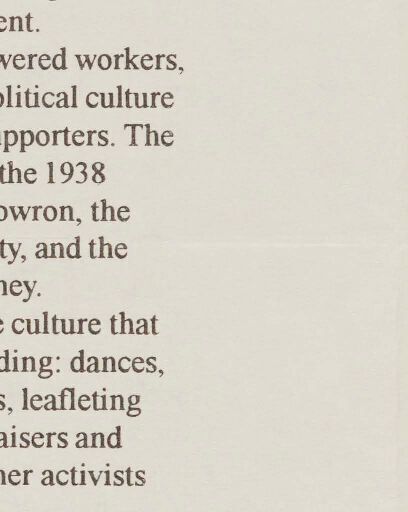 ent.
wered workers,
olitical culture
pporters. The
the 1938
owron, the
ty, and the
ney.
e culture that
ding: dances,
s, leafleting
aisers and
ner activists